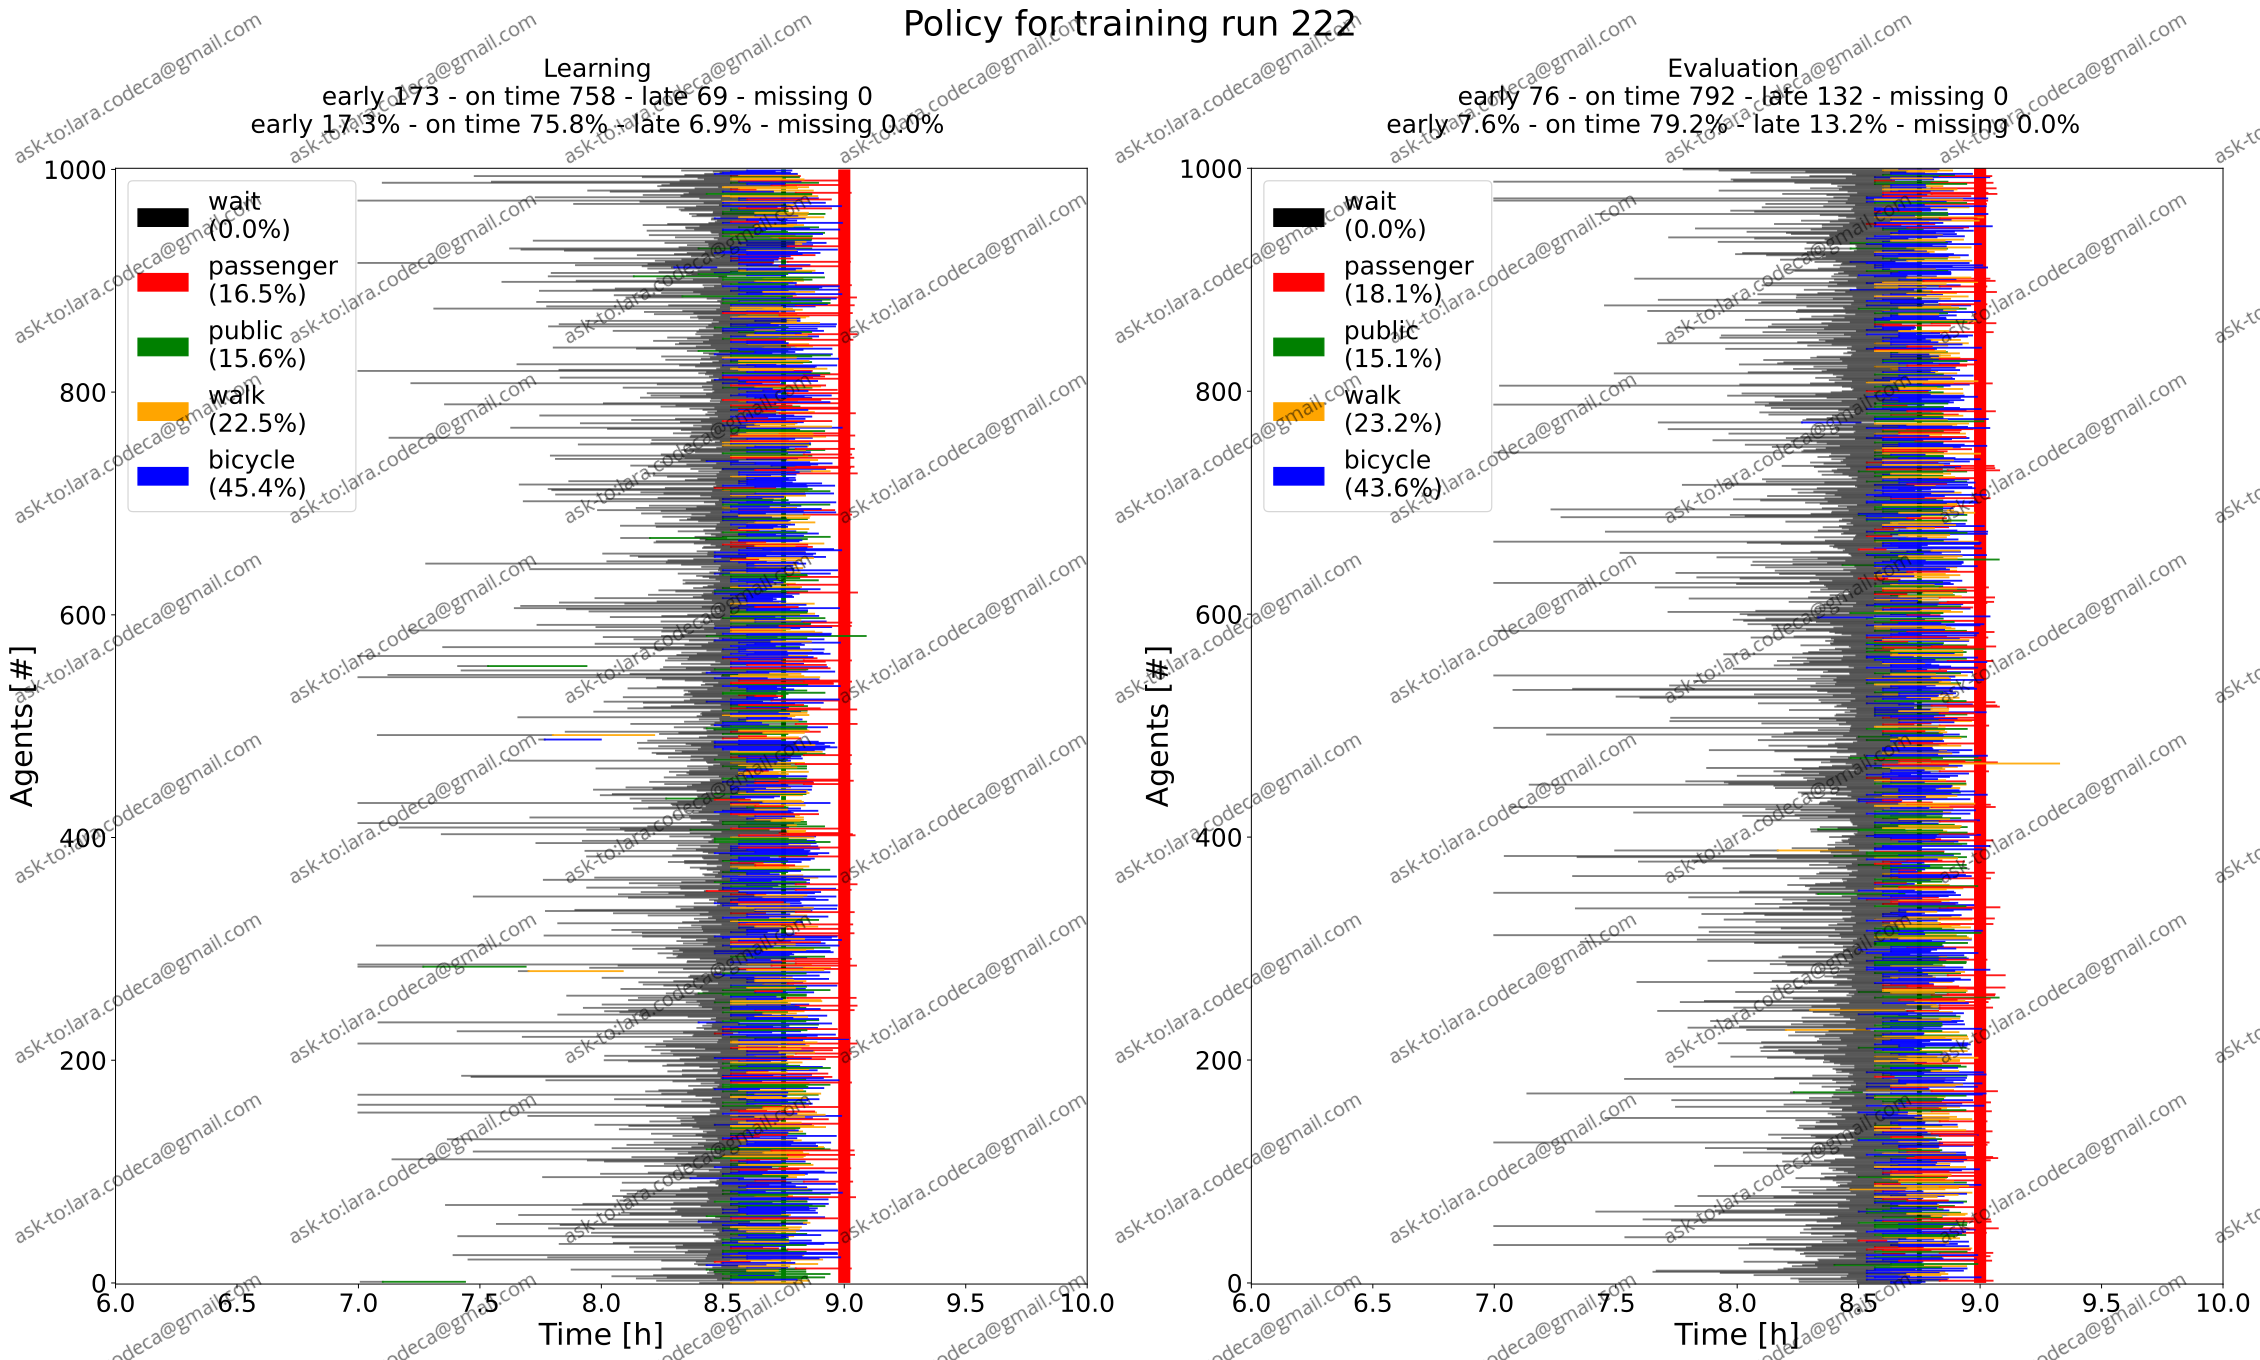 Policy for training run 222
Learning
early 173 - on time 758 - late 69 - missing 0
early 17.3% - on time 75.8% - late 6.9% - missing 0.0%
1000
800
600
400
200
0
Agents [#]
wait
(0.0%)
passenger
(16.5%)
public
(15.6%)
walk
(22.5%)
bicycle
(45.4%)
6.0 6.5 7.0 7.5 8.0 8.5 9.0 9.5 10.0
Time [h]
Evaluation
early 76 - on time 792 - late 132 - missing 0
early 7.6% - on time 79.2% - late 13.2% - missing 0.0%
1000
800
600
400
200
0
Agents [#]
wait
(0.0%)
passenger
(18.1%)
public
(15.1%)
walk
(23.2%)
bicycle
(43.6%)
6.0 6.5 7.0 7.5 8.0 8.5 9.0 9.5 10.0
Time [h]
ask-to:lara.codeca@gmail.com